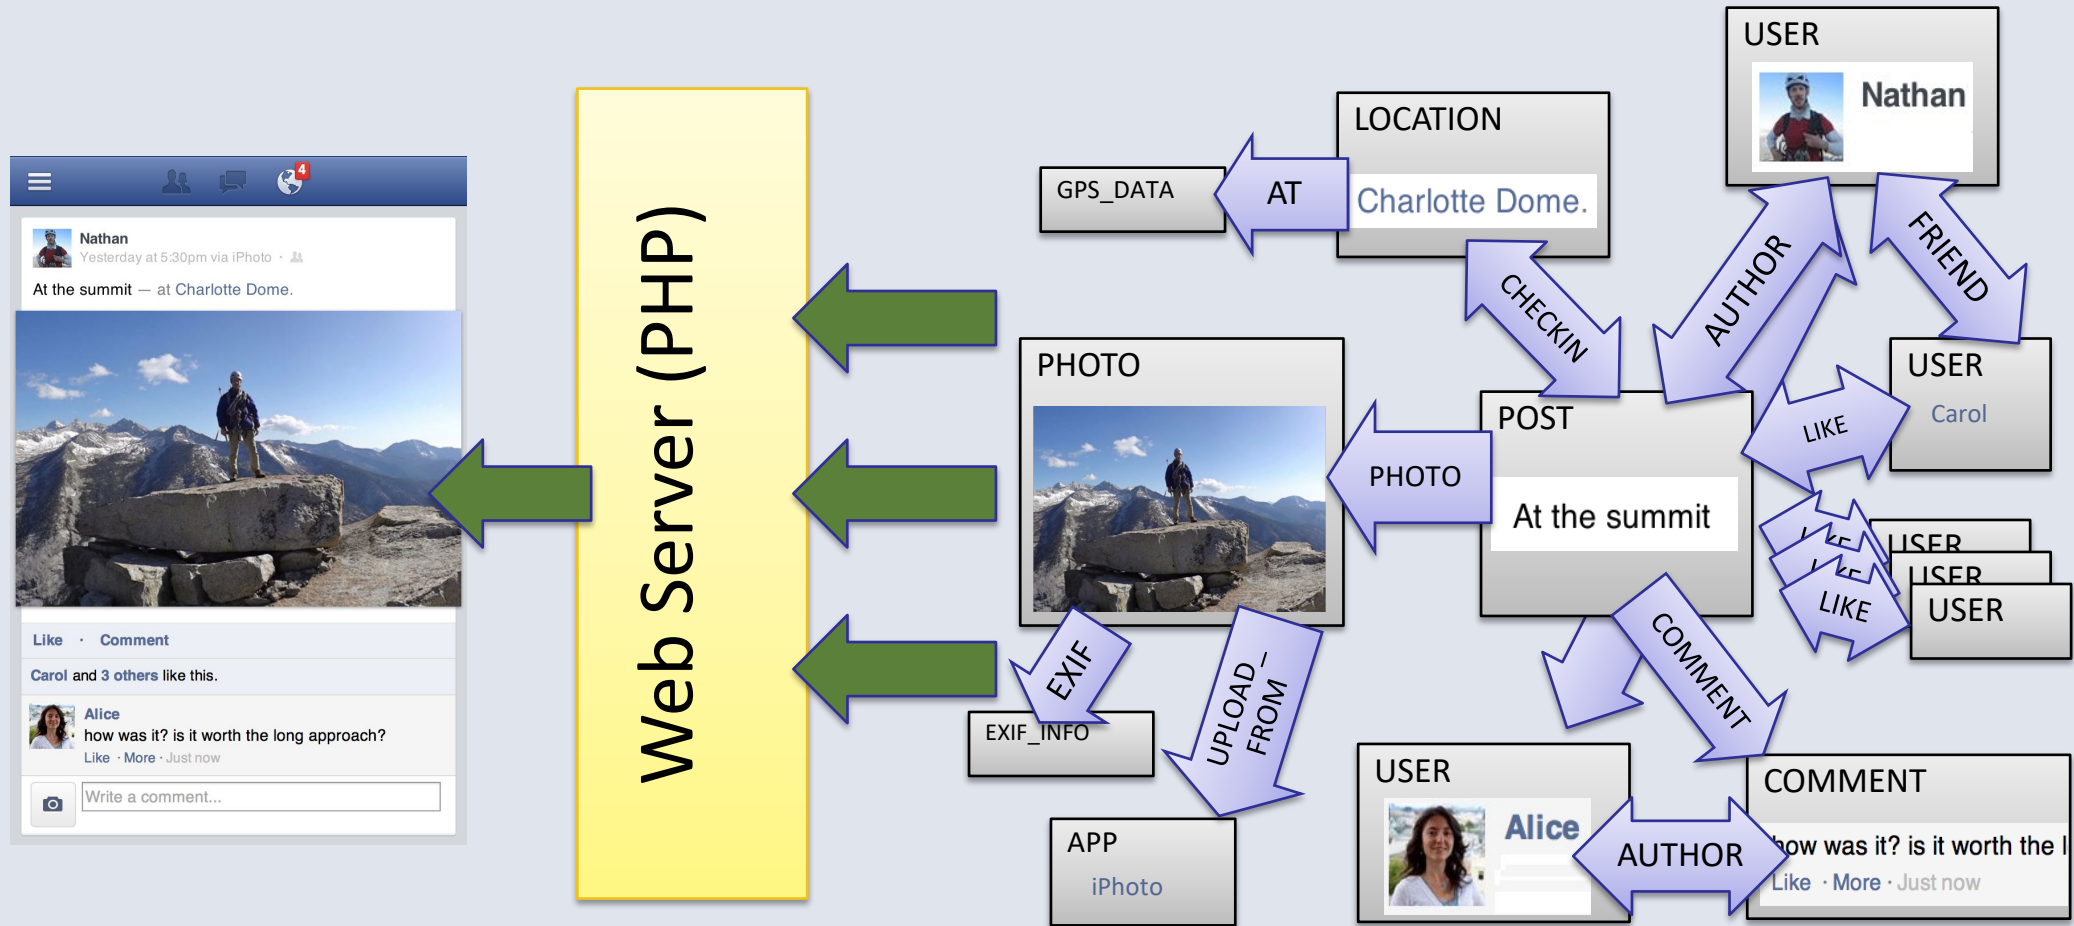 4
Nathan
Yesterday at 5:30pm via iPhoto ·
At the summit — at Charlotte Dome.
Like · Comment
Carol and 3 others like this.
Alice
how was it? is it worth the long approach?
Like · More · Just now
Write a comment...
Web Server (PHP)
USER
Nathan
LOCATION
Charlotte Dome.
AT
GPS_DATA
CHECKIN
AUTHOR
FRIEND
USER
Carol
LIKE
PHOTO
PHOTO
POST
At the summit
LIKE
USER
LIKE
USER
LIKE
USER
EXIF
EXIF_INFO
UPLOAD_
FROM
APP
iPhoto
COMMENT
USER
Alice
AUTHOR
COMMENT
how was it? is it worth the l
Like · More · Just now